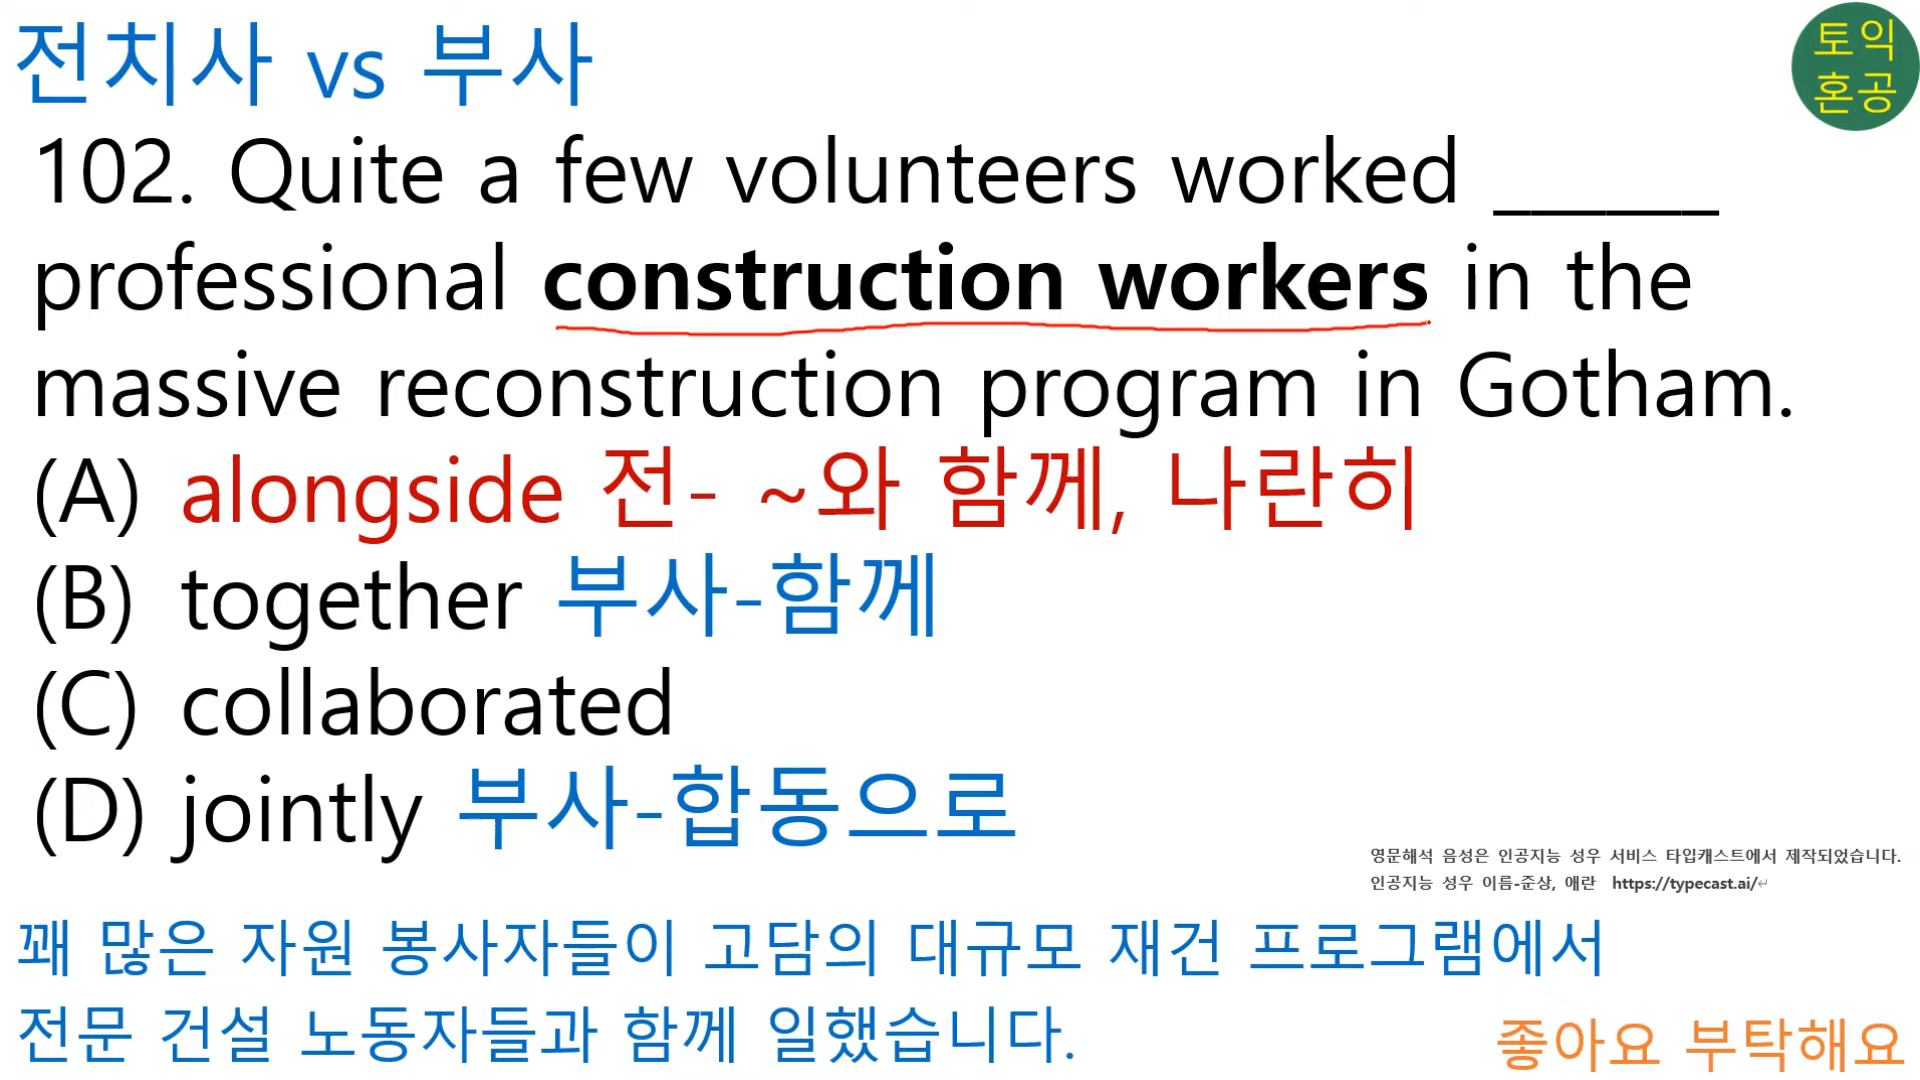 전치사 vs 부사
토익
혼공
102. Quite a few volunteers worked ______
professional construction workers in the
massive reconstruction program in Gotham.
(A) alongside 전- ~와 함께, 나란히
(B) together 부사-함께
(C) collaborated
(D) jointly 부사-합동으로
영문해석 음성은 인공지능 성우 서비스 타입캐스트에서 제작되었습니다.
인공지능 성우 이름-준상, 애란 https://typecast.ai/↵
꽤 많은 자원 봉사자들이 고담의 대규모 재건 프로그램에서
전문 건설 노동자들과 함께 일했습니다.
좋아요 부탁해요